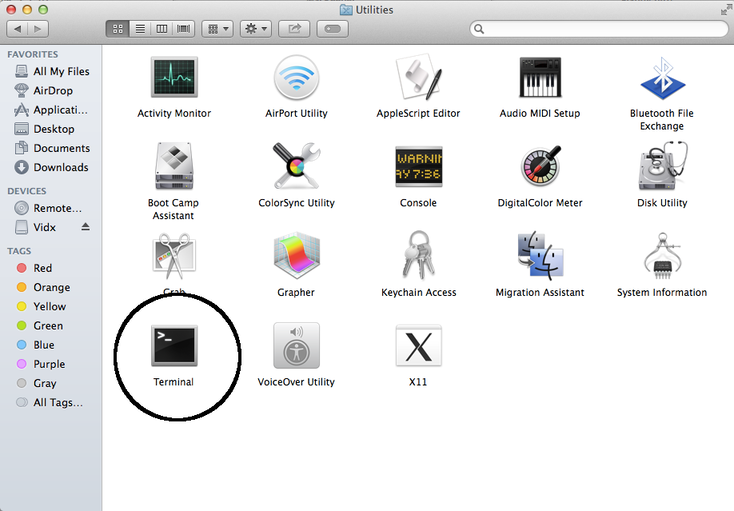 Utilities
FAVORITES
All My Files
AirDrop
Applicati...
Desktop
Documents
Downloads
DEVICES
Remote...
Vidx
TAGS
Red
Orange
Yellow
Green
Blue
Purple
Gray
All Tags...
Activity Monitor
AirPort Utility
AppleScript Editor
Audio MIDI Setup
Bluetooth File
Exchange
Boot Camp
Assistant
ColorSync Utility
WARNIN
AY 7:36
Console
DigitalColor Meter
Disk Utility
Grab
Grapher
Keychain Access
Migration Assistant
System Information
>_
Terminal
VoiceOver Utility
X
X11